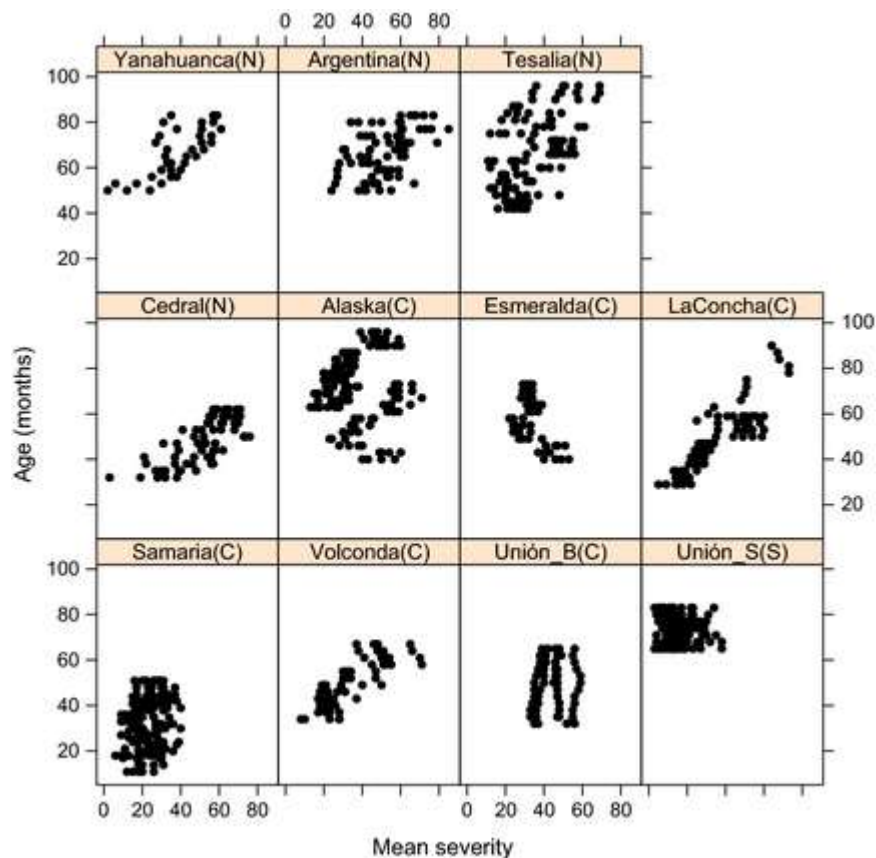 0 20 40 60 80
Yanahuanca(N) Argentina(N) Tesalia(N)
100
80
60
40
20
Cedral(N) Alaska(C) Esmeralda(C) LaConcha(C)
100
80
60
40
20
Age (months)
Samaria(C) Volconda(C) Unión_B(C) Unión_S(S)
100
80
60
40
20
0 20 40 60 80 0 20 40 60 80
Mean severity